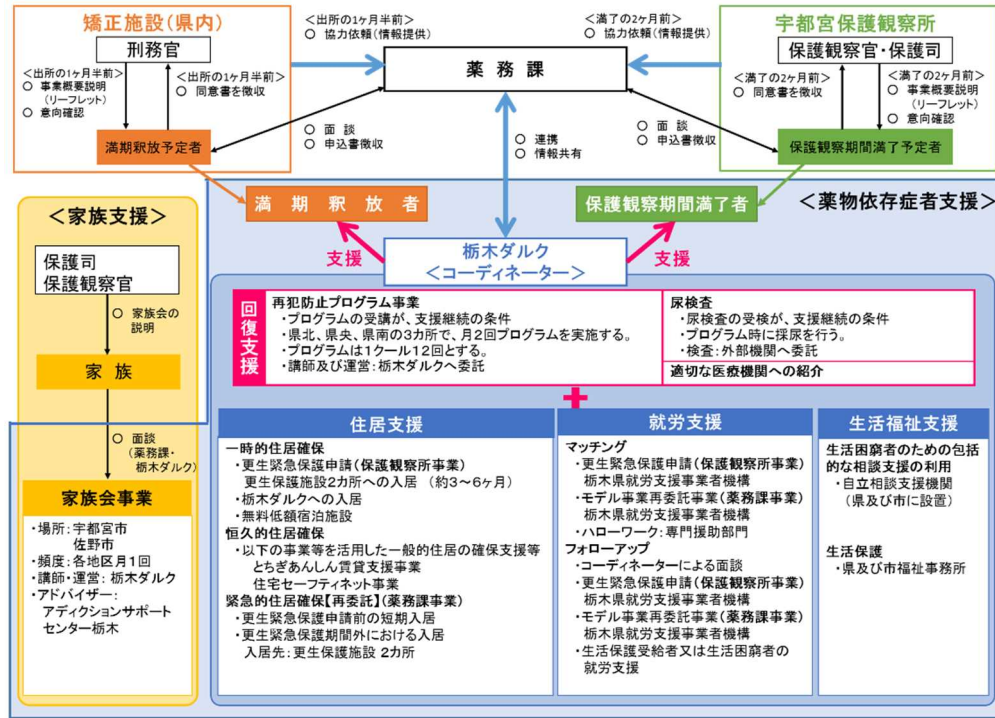 矯正施設(県内)
刑務官
<出所の1ヶ月半前>
○ 事業概要説明
(リーフレット)
○ 意向確認
<出所の1ヶ月半前>
○ 同意書を徴収
満期釈放予定者
<出所の1ヶ月半前>
○ 協力依頼(情報提供)
<満了の2ヶ月前>
○ 協力依頼(情報提供)
薬務課
○ 面 談
○ 申込書徴収
○ 連携
○ 情報共有
○ 面 談
○ 申込書徴収
宇都宮保護観察所
保護観察官・保護司
<満了の2ヶ月前>
○ 同意書を徴収
<満了の2ヶ月前>
○ 事業概要説明
(リーフレット)
○ 意向確認
保護観察期間満了予定者
<家族支援>
保護司
保護観察官
○ 家族会の
説明
家 族
○ 面談
(薬務課・
栃木ダルク)
家族会事業
・場所:宇都宮市
佐野市
・頻度:各地区月1回
・講師・運営:栃木ダルク
・アドバイザー:
アディクションサポート
センター栃木
<薬物依存症者支援>
満 期 釈 放 者
保護観察期間満了者
支援
支援
栃木ダルク
<コーディネーター>
回復支援
再犯防止プログラム事業
・プログラムの受講が、支援継続の条件
・県北、県央、県南の3カ所で、月2回プログラムを実施する。
・プログラムは1クール12回とする。
・講師及び運営:栃木ダルクへ委託
尿検査
・尿検査の受検が、支援継続の条件
・プログラム時に採尿を行う。
・検査:外部機関へ委託
適切な医療機関への紹介
+
住居支援
一時的住居確保
・更生緊急保護申請(保護観察所事業)
更生保護施設2カ所への入居 (約3~6ヶ月)
・栃木ダルクへの入居
・無料低額宿泊施設
恒久的住居確保
・以下の事業等を活用した一般的住居の確保支援等
とちぎあんしん賃貸支援事業
住宅セーフティネット事業
緊急的住居確保【再委託】(薬務課事業)
・更生緊急保護申請前の短期入居
・更生緊急保護期間外における入居
入居先:更生保護施設 2カ所
就労支援
マッチング
・更生緊急保護申請(保護観察所事業)
栃木県就労支援事業者機構
・モデル事業再委託事業(薬務課事業)
栃木県就労支援事業者機構
・ハローワーク:専門援助部門
フォローアップ
・コーディネーターによる面談
・更生緊急保護申請(保護観察所事業)
栃木県就労支援事業者機構
・モデル事業再委託事業(薬務課事業)
栃木県就労支援事業者機構
・生活保護受給者又は生活困窮者の
就労支援
生活福祉支援
生活困窮者のための包括
的な相談支援の利用
・自立相談支援機関
(県及び市に設置)
生活保護
・県及び市福祉事務所